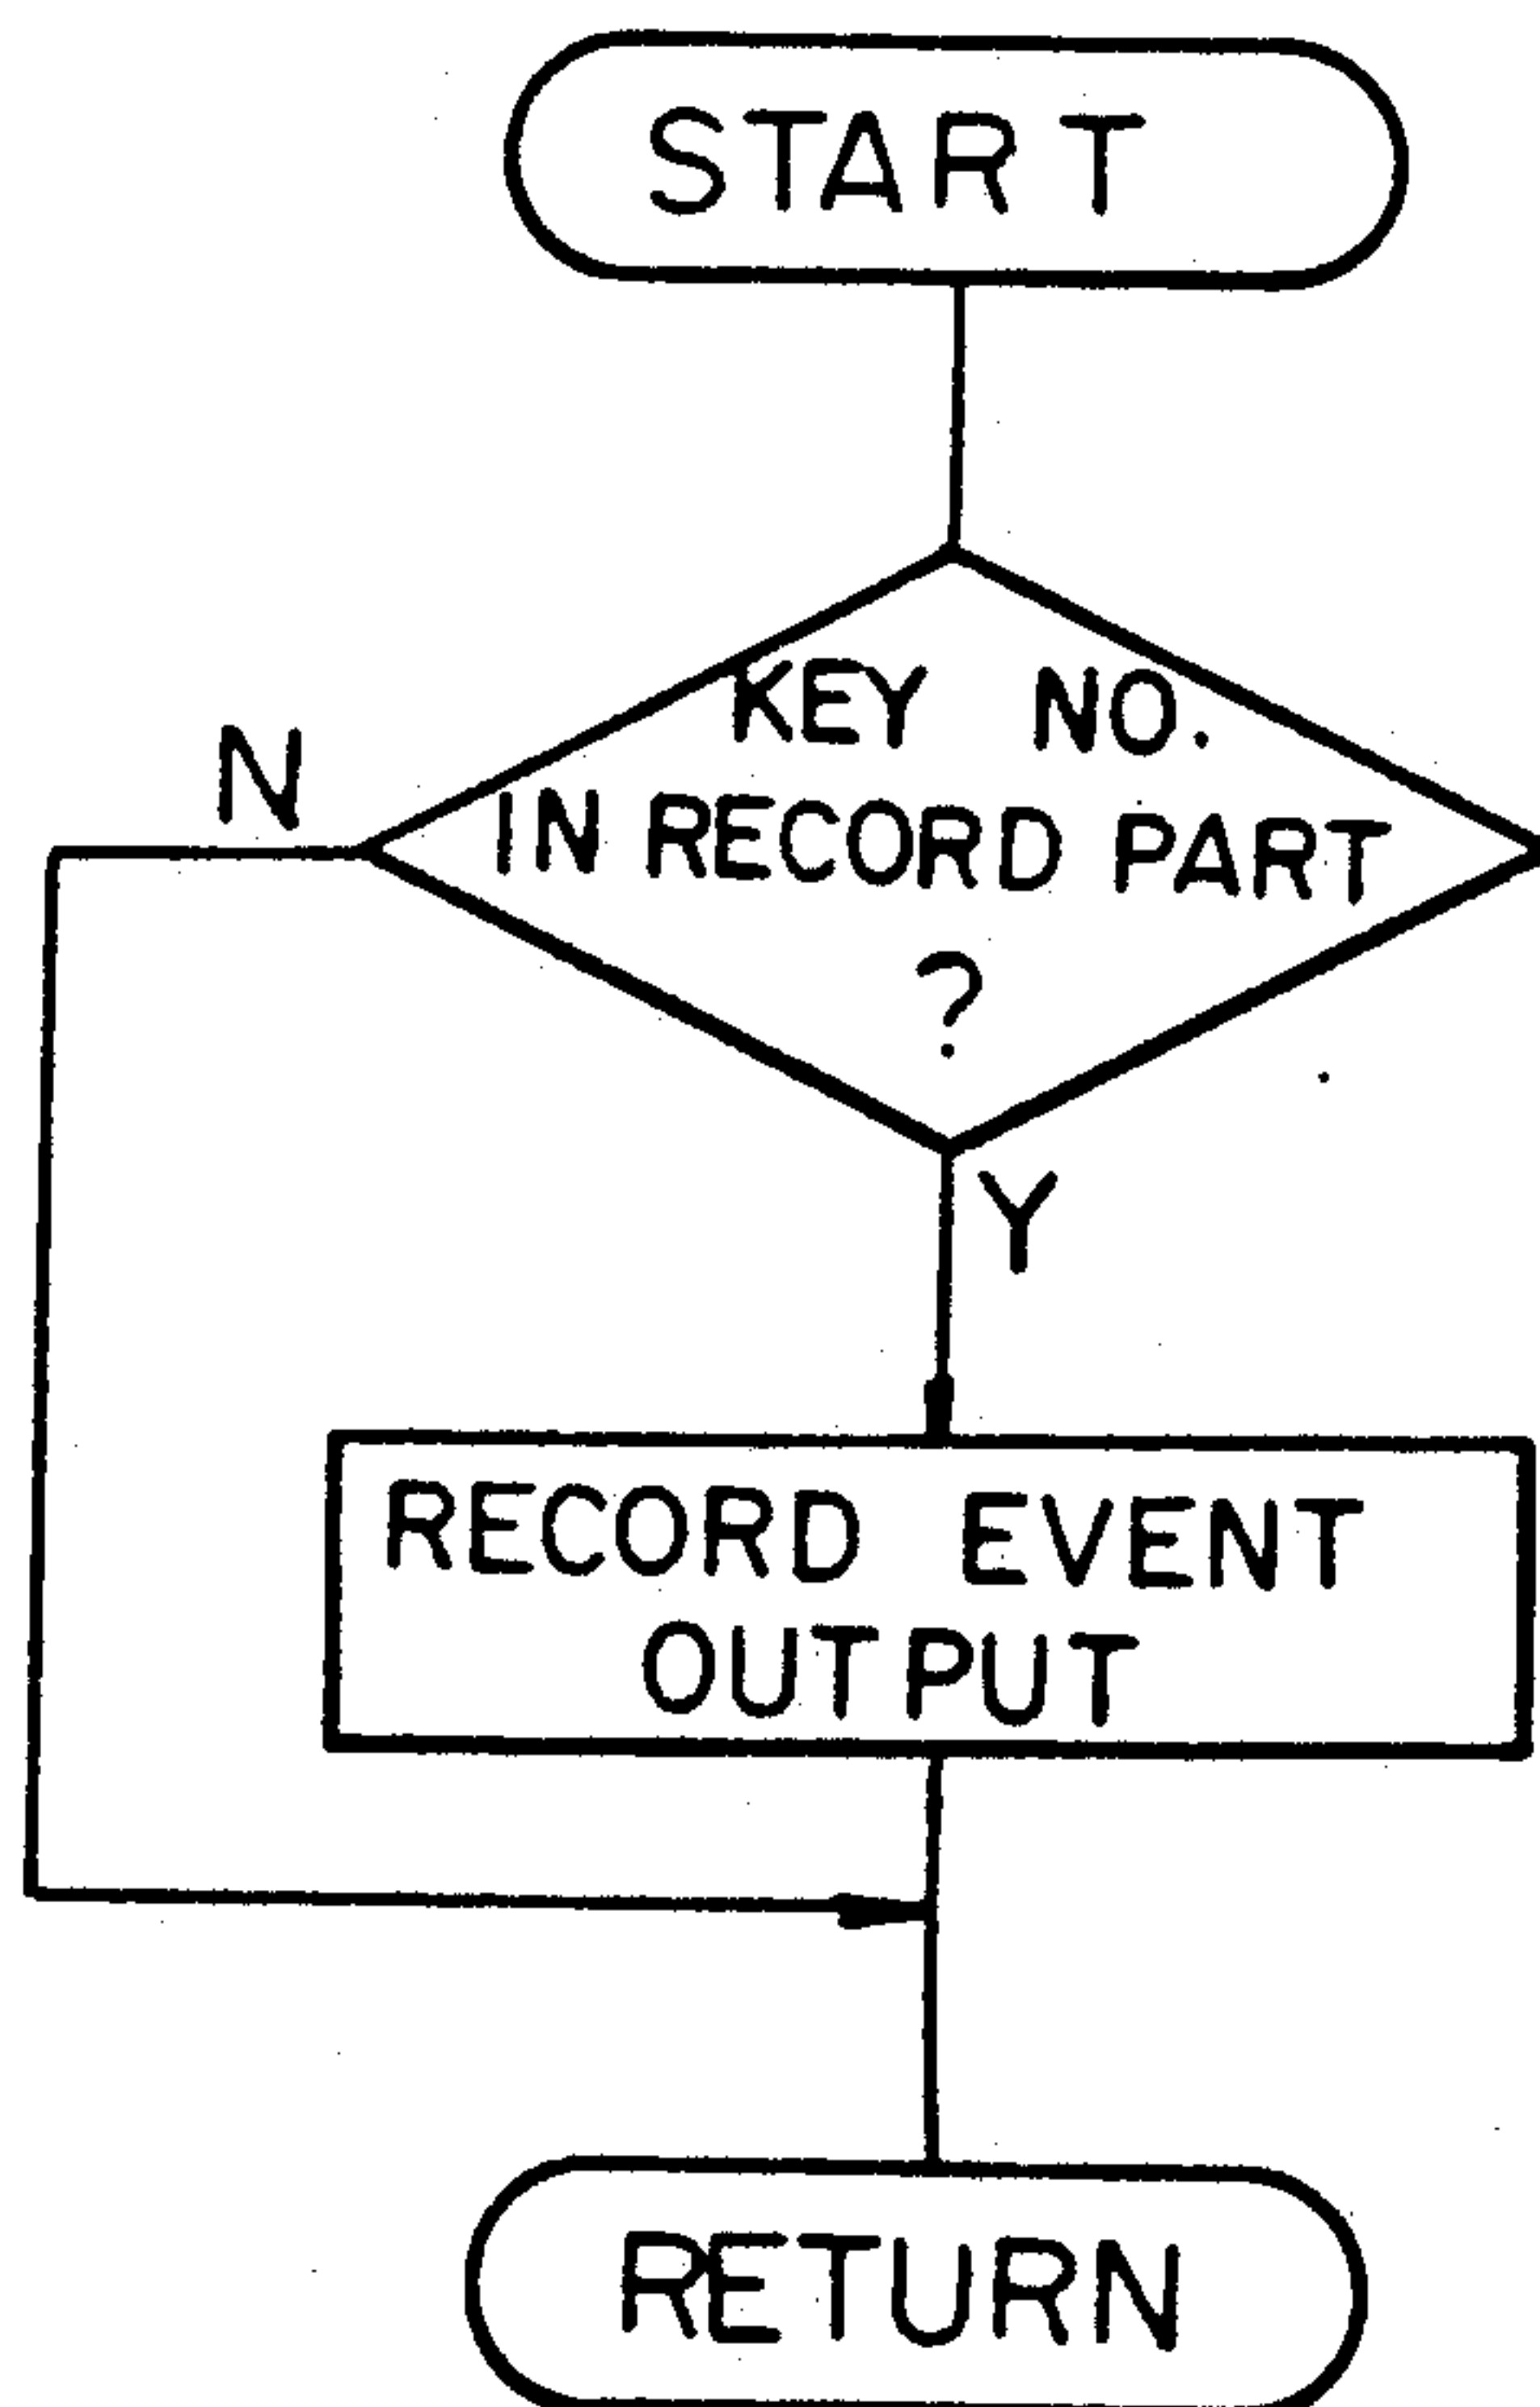 START
KEY NO.
IN RECORD PART
?
N
Y
RECORD EVENT
OUTPUT
RETURN